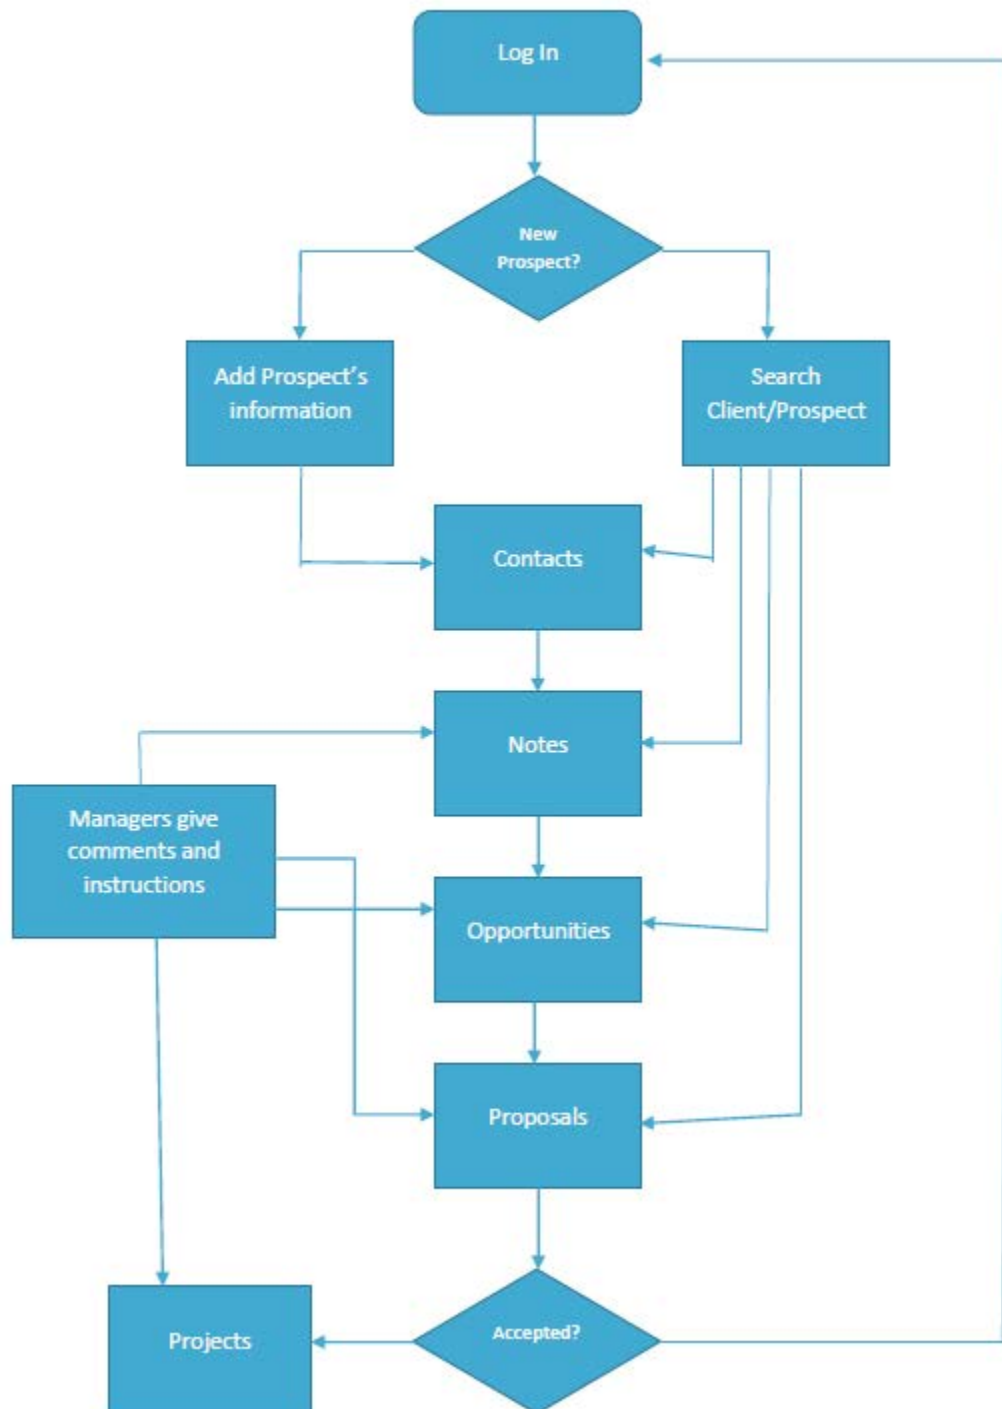 Log In
New
Prospect?
Add Prospect’s
information
Search
Client/Prospect
Contacts
Notes
Managers give
comments and
instructions
Opportunities
Proposals
Projects
Accepted?